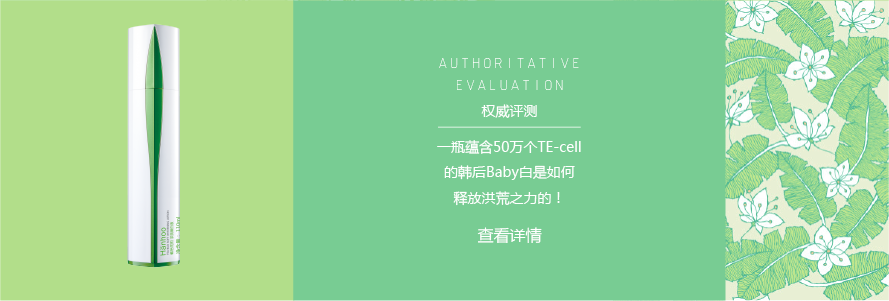 Hanhoo
110ml
AUTHORITATIVE
EVALUATION
权威评测
一瓶蕴含50万个TE-cell
的韩后Baby白是如何
释放洪荒之力的！
查看详情